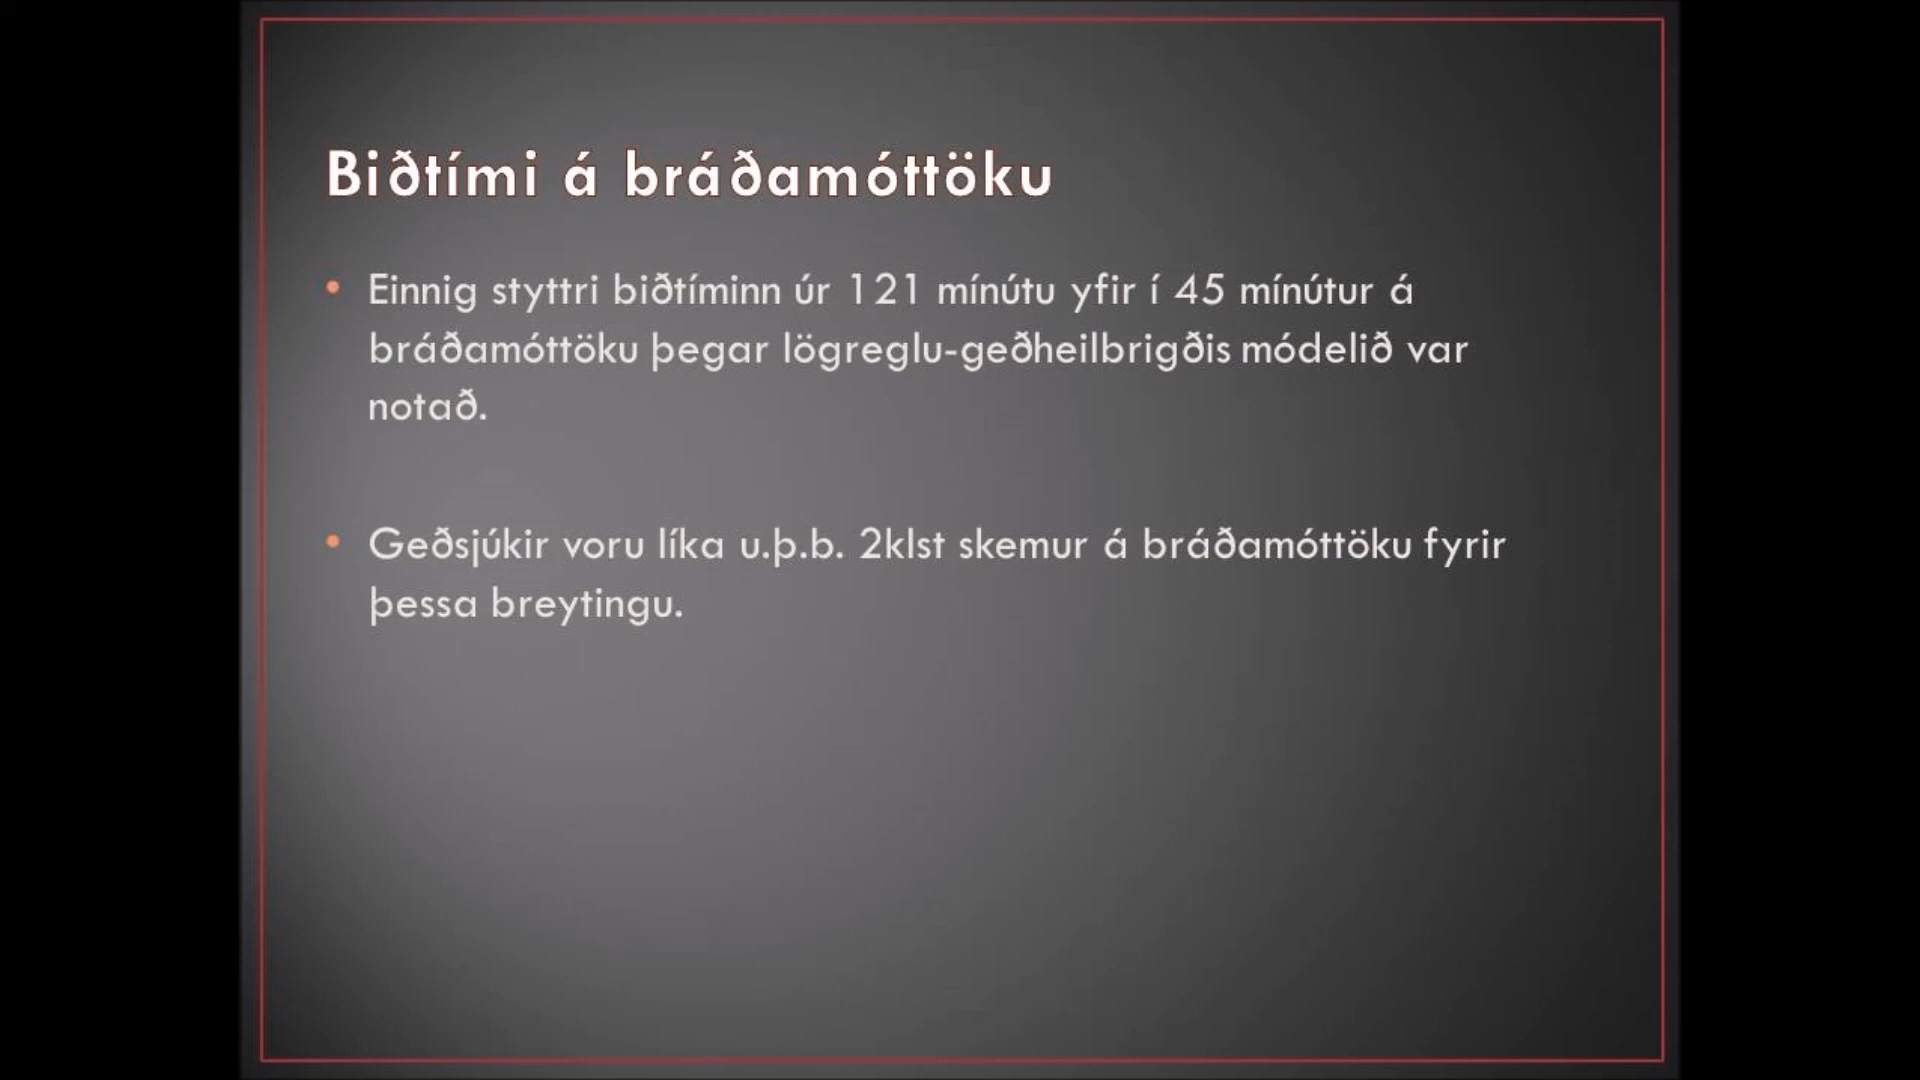 Biðtími á bráðamóttöku
• Einnig styttri biðtíminn úr 121 mínútu yfir í 45 mínútur á
bráðamóttöku þegar lögreglu-geðheilbrigðis módelið var
notað.
• Geðsjúkir voru líka u.þ.b. 2klst skemur á bráðamóttöku fyrir
þessa breytingu.